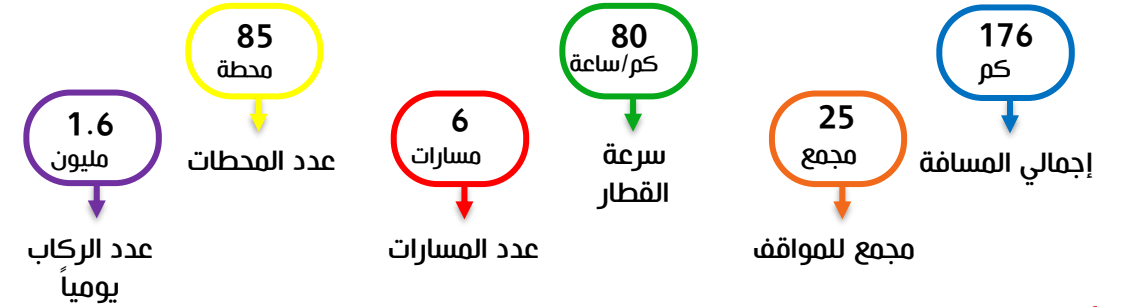 176
كم
إجمالي المسافة
25
مجمع
مجمع للمواقف
80
كم/ساعة
سرعة
القطار
6
مسارات
عدد المسارات
85
محطة
عدد المحطات
1.6
مليون
عدد الركاب
يومياً